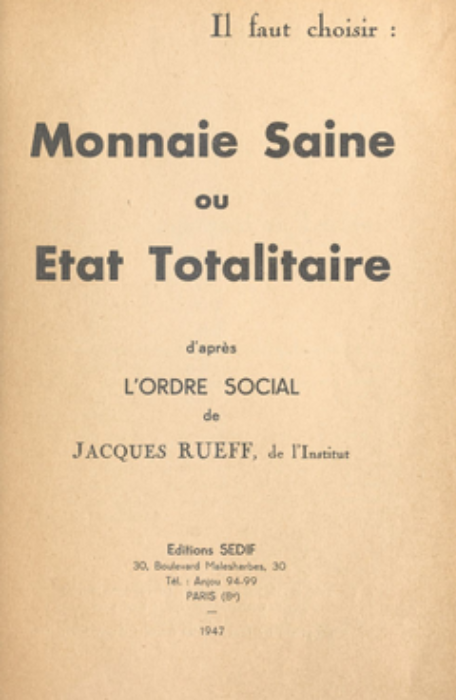 Il faut choisir :
Monnaie Saine
ou
Etat Totalitaire
d'après
L'ORDRE SOCIAL
de
JACQUES RUEFF, de l'Institut
Editions SEDIF
30, Boulevard Malesherbes, 30
Tél. : Anjou 94-99
PARIS (8e)
—
1947